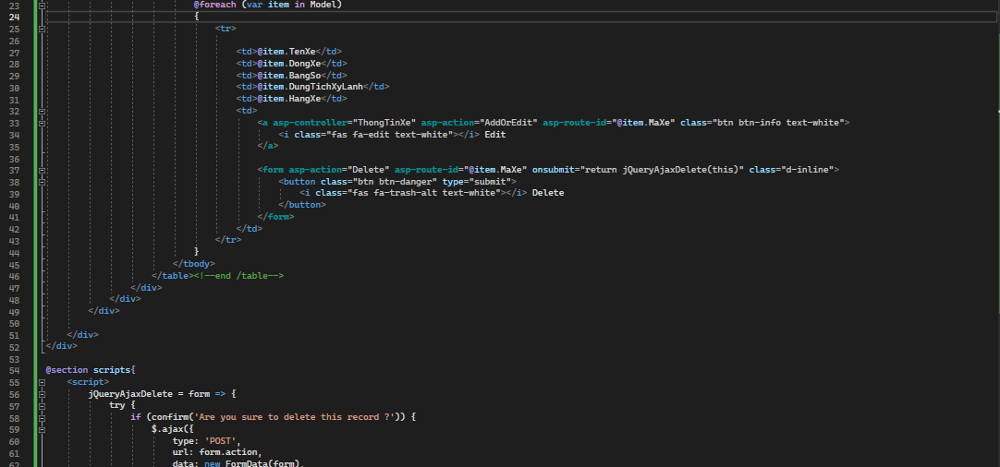 23 @foreach (var item in Model)
24 {
25 <tr>
26
27 <td>@item.TenXe</td>
28 <td>@item.DongXe</td>
29 <td>@item.BangSo</td>
30 <td>@item.DungTichXyLanh</td>
31 <td>@item.HangXe</td>
32 <td>
33 <a asp-controller="ThongTinXe" asp-action="AddOrEdit" asp-route-id="@item.MaXe" class="btn btn-info text-white">
34 <i class="fas fa-edit text-white"></i> Edit
35 </a>
36
37 <form asp-action="Delete" asp-route-id="@item.MaXe" onsubmit="return jQueryAjaxDelete(this)" class="d-inline">
38 <button class="btn btn-danger" type="submit">
39 <i class="fas fa-trash-alt text-white"></i> Delete
40 </button>
41 </form>
42 </td>
43 </tr>
44 }
45 </tbody>
46 </table><!--end /table-->
47 </div>
48 </div>
49 </div>
50
51 </div>
52 </div>
53
54 @section scripts{
55 <script>
56 jQueryAjaxDelete = form => {
57 try {
58 if (confirm('Are you sure to delete this record ?')) {
59 $.ajax({
60 type: 'POST',
61 url: form.action,
62 data: new FormData(form),